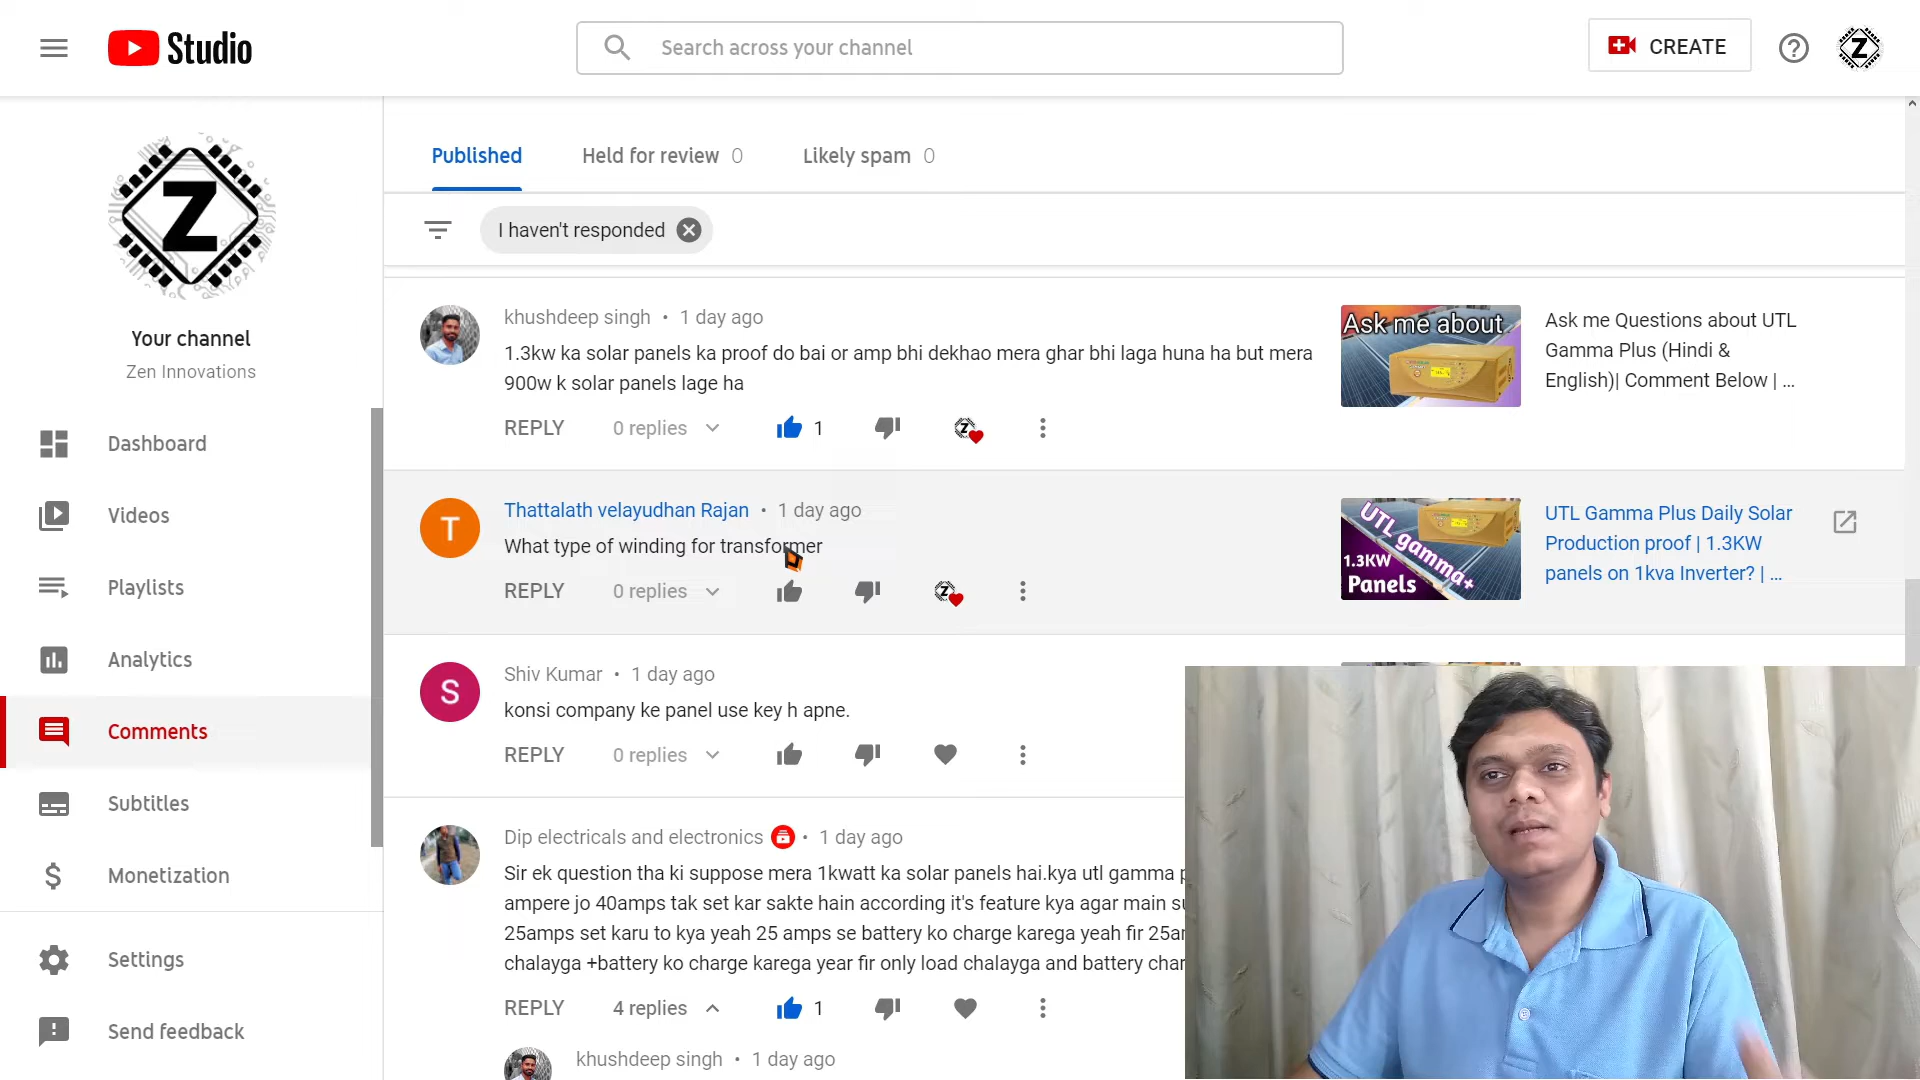 Studio
Search across your channel
CREATE
Z
Z
Your channel
Zen Innovations
Dashboard
Videos
Playlists
Analytics
Comments
Subtitles
Monetization
Settings
Send feedback
Published
Held for review 0
Likely spam 0
I haven't responded
khushdeep singh • 1 day ago
1.3kw ka solar panels ka proof do bai or amp bhi dekhao mera ghar bhi laga huna ha but mera
900w k solar panels lage ha
REPLY 0 replies 1
Ask me about
Ask me Questions about UTL
Gamma Plus (Hindi &
English)| Comment Below | ...
T
Thattalath velayudhan Rajan • 1 day ago
What type of winding for transformer
REPLY 0 replies
UTL gamma+
1.3KW
Panels
UTL Gamma Plus Daily Solar
Production proof | 1.3KW
panels on 1kva Inverter? | ...
S
Shiv Kumar • 1 day ago
konsi company ke panel use key h apne.
REPLY 0 replies
Dip electricals and electronics • 1 day ago
Sir ek question tha ki suppose mera 1kwatt ka solar panels hai.kya utl gamma
ampere jo 40amps tak set kar sakte hain according it's feature kya agar main
25amps set karu to kya yeah 25 amps se battery ko charge karega yeah fir
chalayga +battery ko charge karega year fir only load chalayga and battery
REPLY 4 replies 1
khushdeep singh • 1 day ago